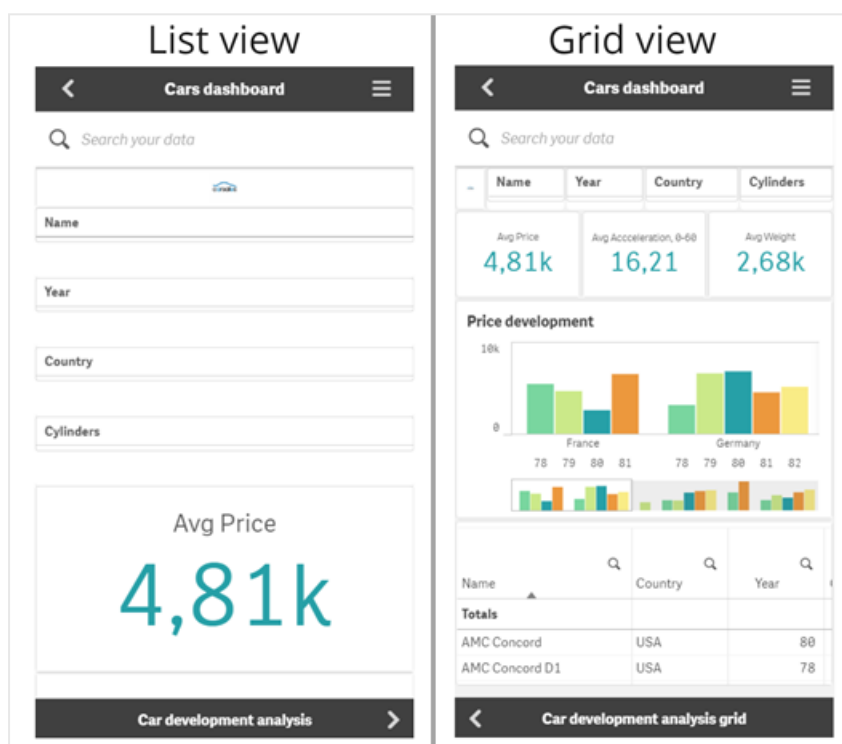 List view
Cars dashboard
Search your data
Name
Year
Country
Cylinders
Avg Price
4,81k
Car development analysis
Grid view
Cars dashboard
Search your data
Name Year Country Cylinders
Avg Price Avg Accceleration, 0-60 Avg Weight
4,81k 16,21 2,68k
Price development
10k
0
France Germany
78 79 80 81 78 79 80 81 82
Name Country Year
Totals
AMC Concord USA 80
AMC Concord D1 USA 78
Car development analysis grid